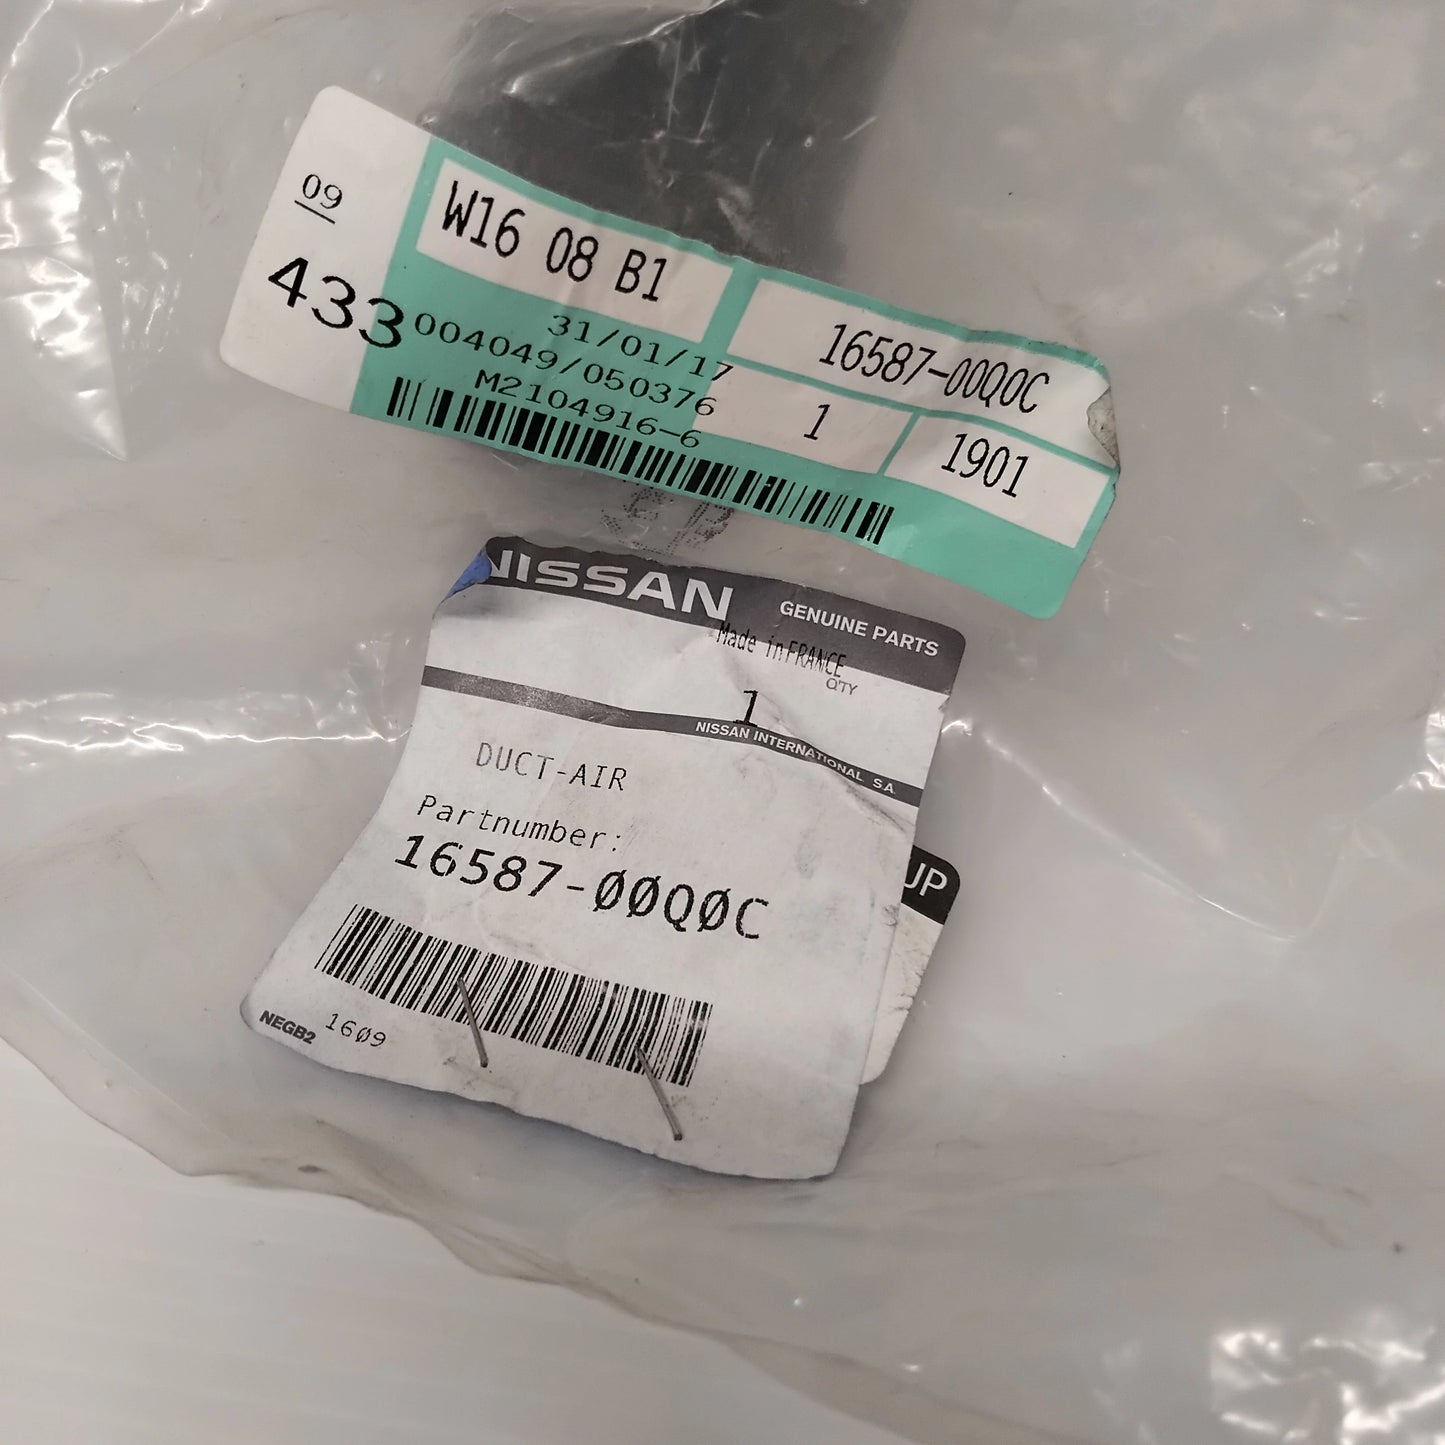 09
433
W16 08 B1
31/01/17
004049/050376
M2104916-6
16587-00Q0C
1
1901
NISSAN
GENUINE PARTS
Made in FRANCE
QTY
1
NISSAN INTERNATIONAL S.A.
DUCT-AIR
Partnumber:
16587-00Q0C
NEGB2 1609
UP